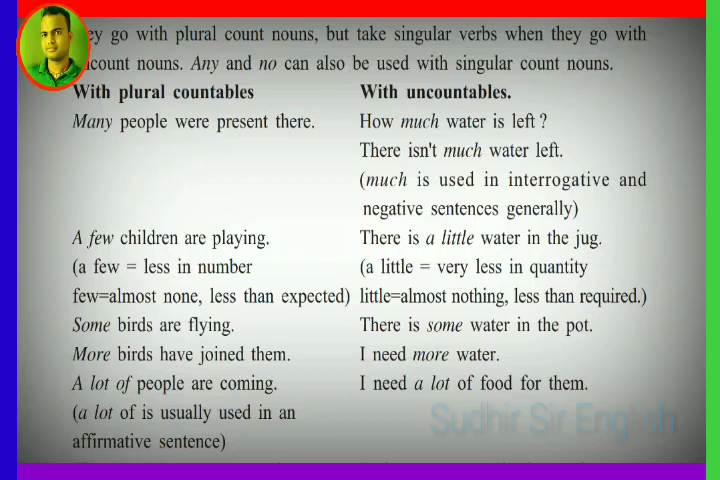 ey go with plural count nouns, but take singular verbs when they go with
count nouns. Any and no can also be used with singular count nouns.
With plural countables With uncountables.
Many people were present there. How much water is left ?
There isn't much water left.
(much is used in interrogative and
negative sentences generally)
A few children are playing. There is a little water in the jug.
(a few = less in number (a little = very less in quantity
few=almost none, less than expected) little=almost nothing, less than required.)
Some birds are flying. There is some water in the pot.
More birds have joined them. I need more water.
A lot of people are coming. I need a lot of food for them.
(a lot of is usually used in an
affirmative sentence)
Sudhir Sir English